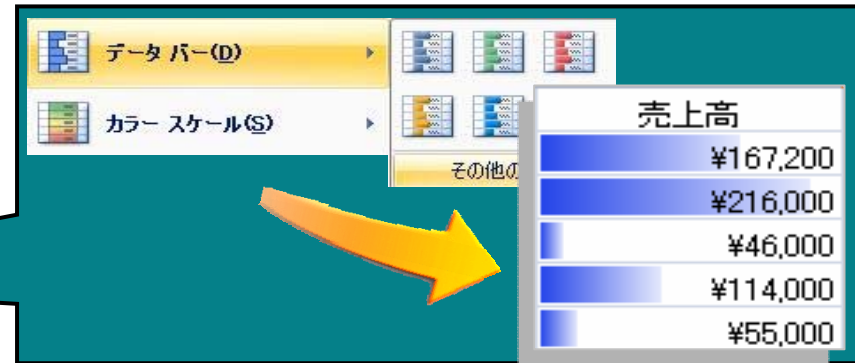 データ バー(D)
カラー スケール(S)
その他の
売上高
¥167,200
¥216,000
¥46,000
¥114,000
¥55,000